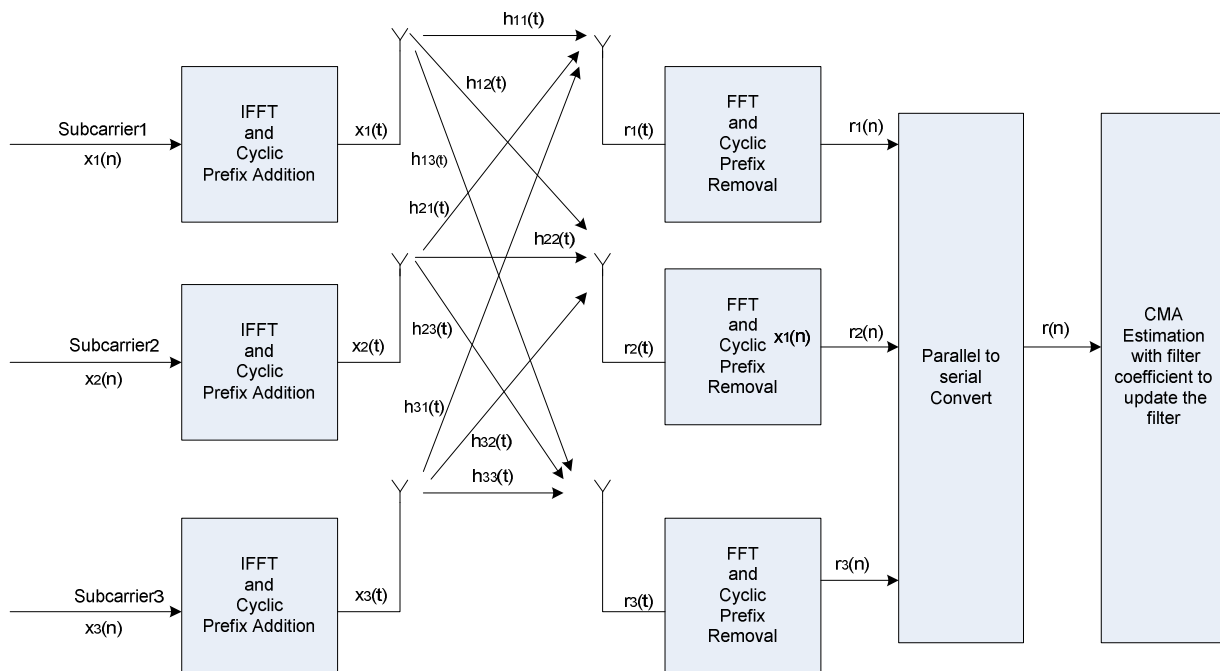 Subcarrier1
x1(n)
IFFT
and
Cyclic
Prefix Addition
x1(t)
h11(t)
h12(t)
h13(t)
h21(t)
r1(t)
FFT
and
Cyclic
Prefix
Removal
r1(n)
Subcarrier2
x2(n)
IFFT
and
Cyclic
Prefix Addition
x2(t)
h22(t)
h23(t)
h31(t)
h32(t)
h33(t)
r2(t)
FFT
and
Cyclic
x1(n)
Prefix
Removal
r2(n)
Subcarrier3
x3(n)
IFFT
and
Cyclic
Prefix Addition
x3(t)
r3(t)
FFT
and
Cyclic
Prefix
Removal
r3(n)
Parallel to
serial
Convert
r(n)
CMA
Estimation
with filter
coefficient to
update the
filter